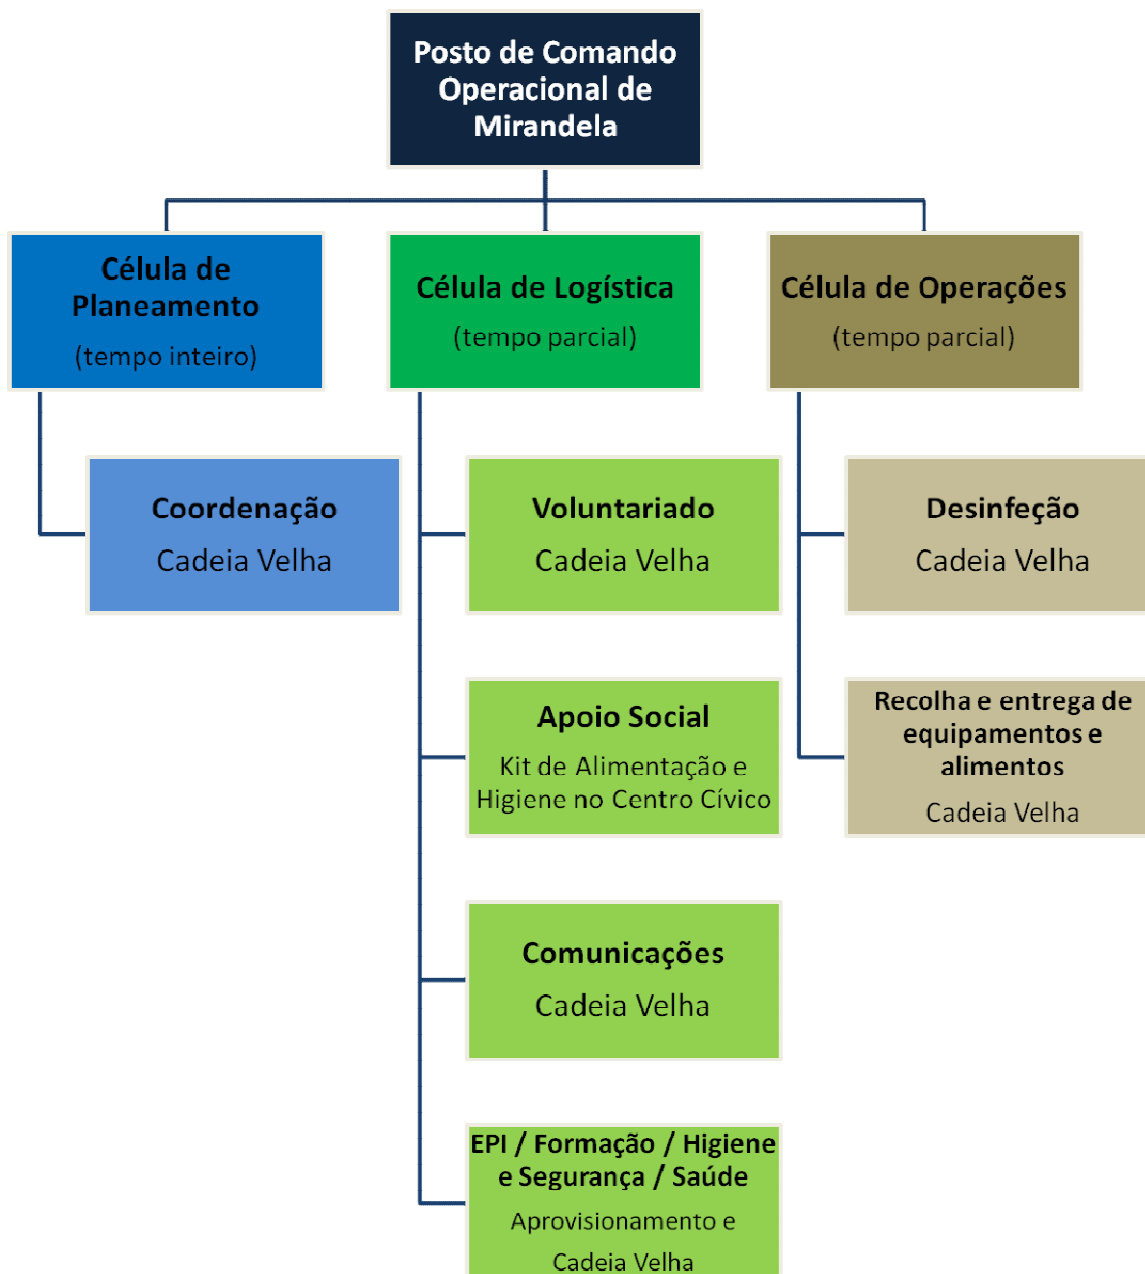 Posto de Comando
Operacional de
Mirandela
Célula de
Planeamento
(tempo inteiro)
Célula de Logística
(tempo parcial)
Célula de Operações
(tempo parcial)
Coordenação
Cadeia Velha
Voluntariado
Cadeia Velha
Desinfeção
Cadeia Velha
Apoio Social
Kit de Alimentação e
Higiene no Centro Cívico
Recolha e entrega de
equipamentos e
alimentos
Cadeia Velha
Comunicações
Cadeia Velha
EPI / Formação / Higiene
e Segurança / Saúde
Aprovisionamento e
Cadeia Velha